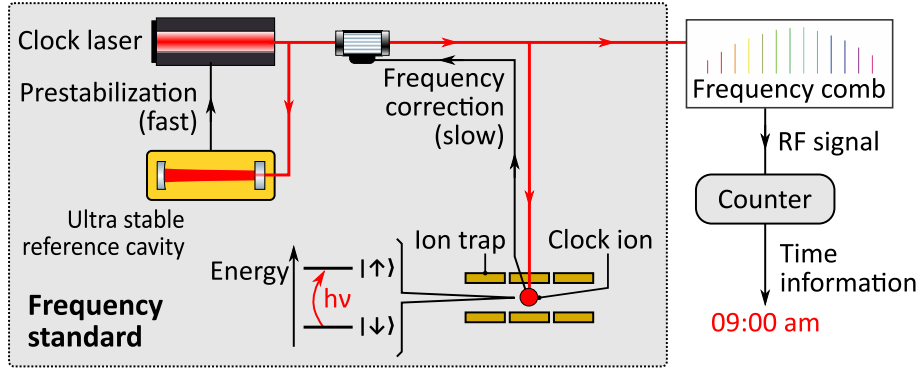 Clock laser
Prestabilization
(fast)
Ultra stable
reference cavity
Frequency
correction
(slow)
Frequency comb
RF signal
Counter
Time
information
09:00 am
Ion trap
Clock ion
Energy
|↑⟩
hν
|↓⟩
Frequency
standard